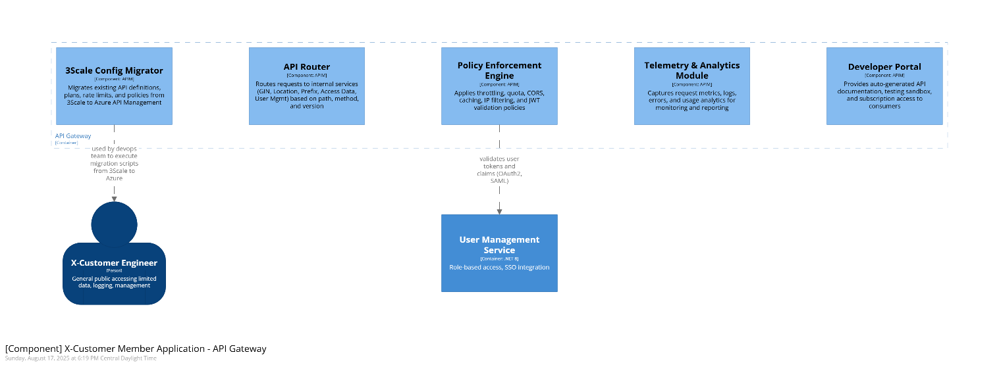 3Scale Config Migrator
[Component: APIM]
Migrates existing API definitions,
plans, rate limits, and policies from
3Scale to Azure API Management
API Router
[Component: APIM]
Routes requests to internal services
(GIN, Location, Prefix, Access Data,
User Mgmt) based on path, method,
and version
Policy Enforcement
Engine
[Component: APIM]
Applies throttling, quota, CORS,
caching, IP filtering, and JWT
validation policies
Telemetry & Analytics
Module
[Component: APIM]
Captures request metrics, logs,
errors, and usage analytics for
monitoring and reporting
Developer Portal
[Component: APIM]
Provides auto-generated API
documentation, testing sandbox,
and subscription access to
consumers
API Gateway
[Container]
used by devops
team to execute
migration scripts
from 3Scale to
Azure
validates user
tokens and
claims (OAuth2,
SAML)
X-Customer Engineer
[Person]
General public accessing limited
data, logging, management
User Management
Service
[Container: .NET 8]
Role-based access, SSO integration
[Component] X-Customer Member Application - API Gateway
Sunday, August 17, 2025 at 6:19 PM Central Daylight Time